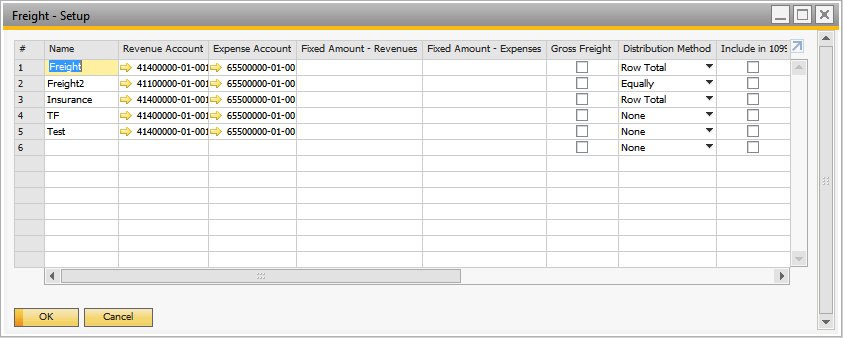 Freight - Setup
# Name Revenue Account Expense Account Fixed Amount - Revenues Fixed Amount - Expenses Gross Freight Distribution Method Include in 1099
1 Freight 41400000-01-001 65500000-01-00 Row Total
2 Freight2 41100000-01-001 65500000-01-00 Equally
3 Insurance 41400000-01-001 65500000-01-00 Row Total
4 TF 41400000-01-001 65500000-01-00 None
5 Test 41400000-01-001 65500000-01-00 None
6 None
OK Cancel